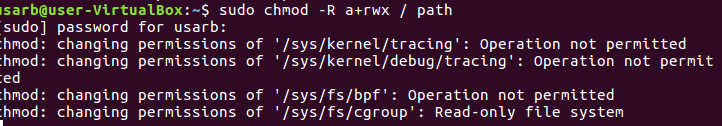 usarb@user-VirtualBox:~$ sudo chmod -R a+rwx / path
[sudo] password for usarb:
chmod: changing permissions of '/sys/kernel/tracing': Operation not permitted
chmod: changing permissions of '/sys/kernel/debug/tracing': Operation not permit
ted
chmod: changing permissions of '/sys/fs/bpf': Operation not permitted
chmod: changing permissions of '/sys/fs/cgroup': Read-only file system